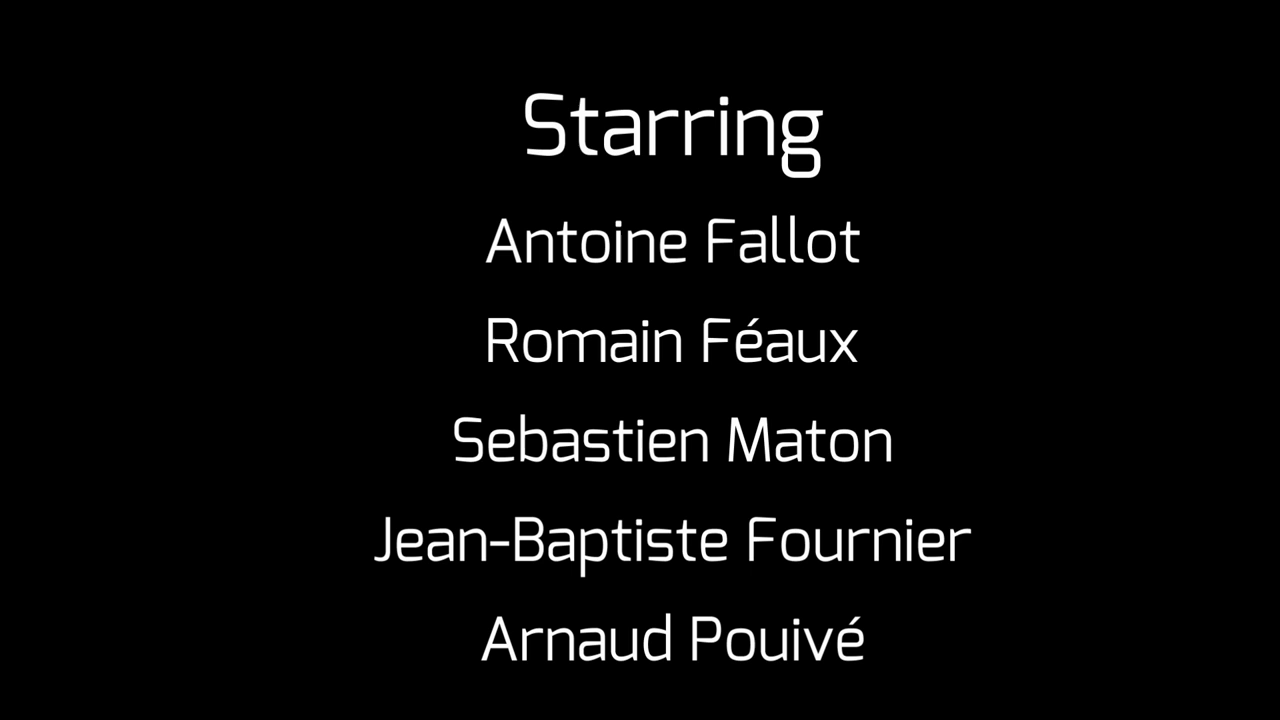 Starring
Antoine Fallot
Romain Féaux
Sebastien Maton
Jean-Baptiste Fournier
Arnaud Pouivé